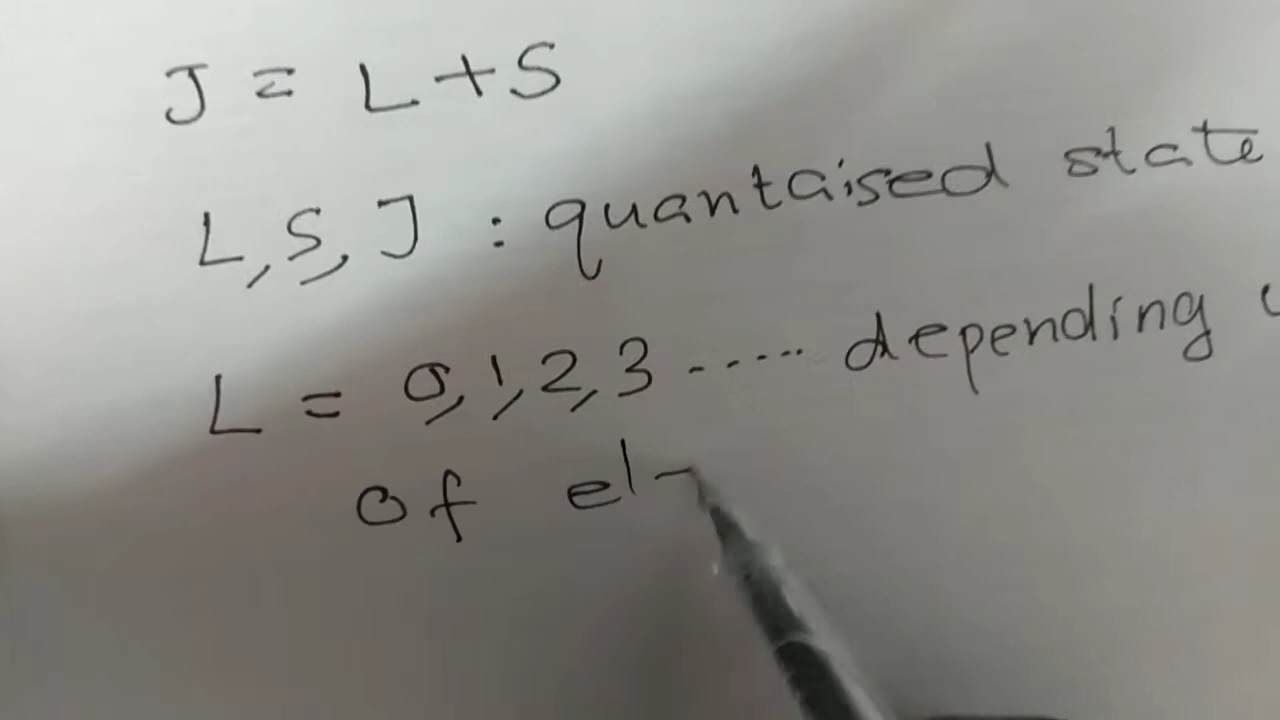 J = L + S
L, S, J : quantaised state
L = 0, 1, 2, 3 ..... depending
of el-